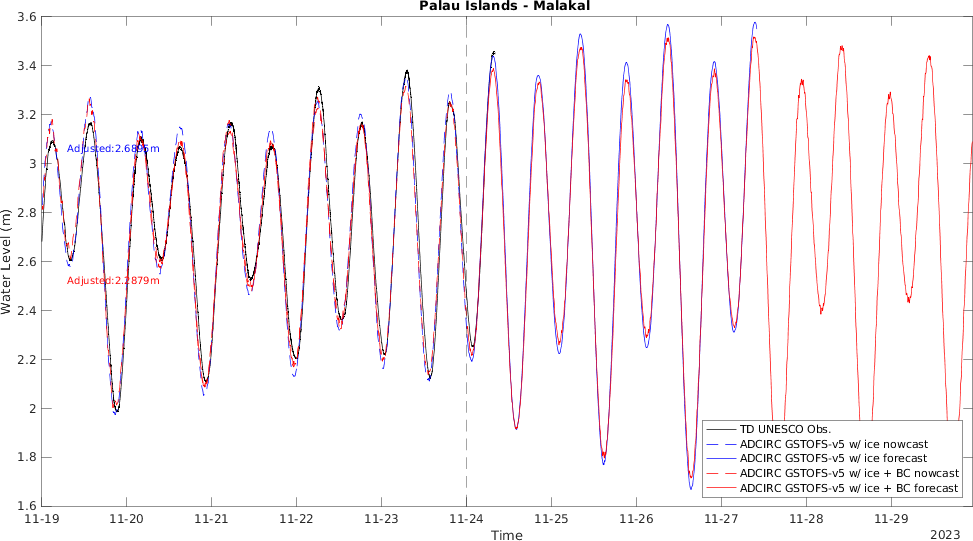 Palau Islands - Malakal
3.6
3.4
3.2
3
2.8
2.6
2.4
2.2
2
1.8
1.6
Water Level (m)
Adjusted:2.6895m
Adjusted:2.2879m
TD UNESCO Obs.
ADCIRC GSTOFS-v5 w/ ice nowcast
ADCIRC GSTOFS-v5 w/ ice forecast
ADCIRC GSTOFS-v5 w/ ice + BC nowcast
ADCIRC GSTOFS-v5 w/ ice + BC forecast
11-19 11-20 11-21 11-22 11-23 11-24 11-25 11-26 11-27 11-28 11-29
Time
2023